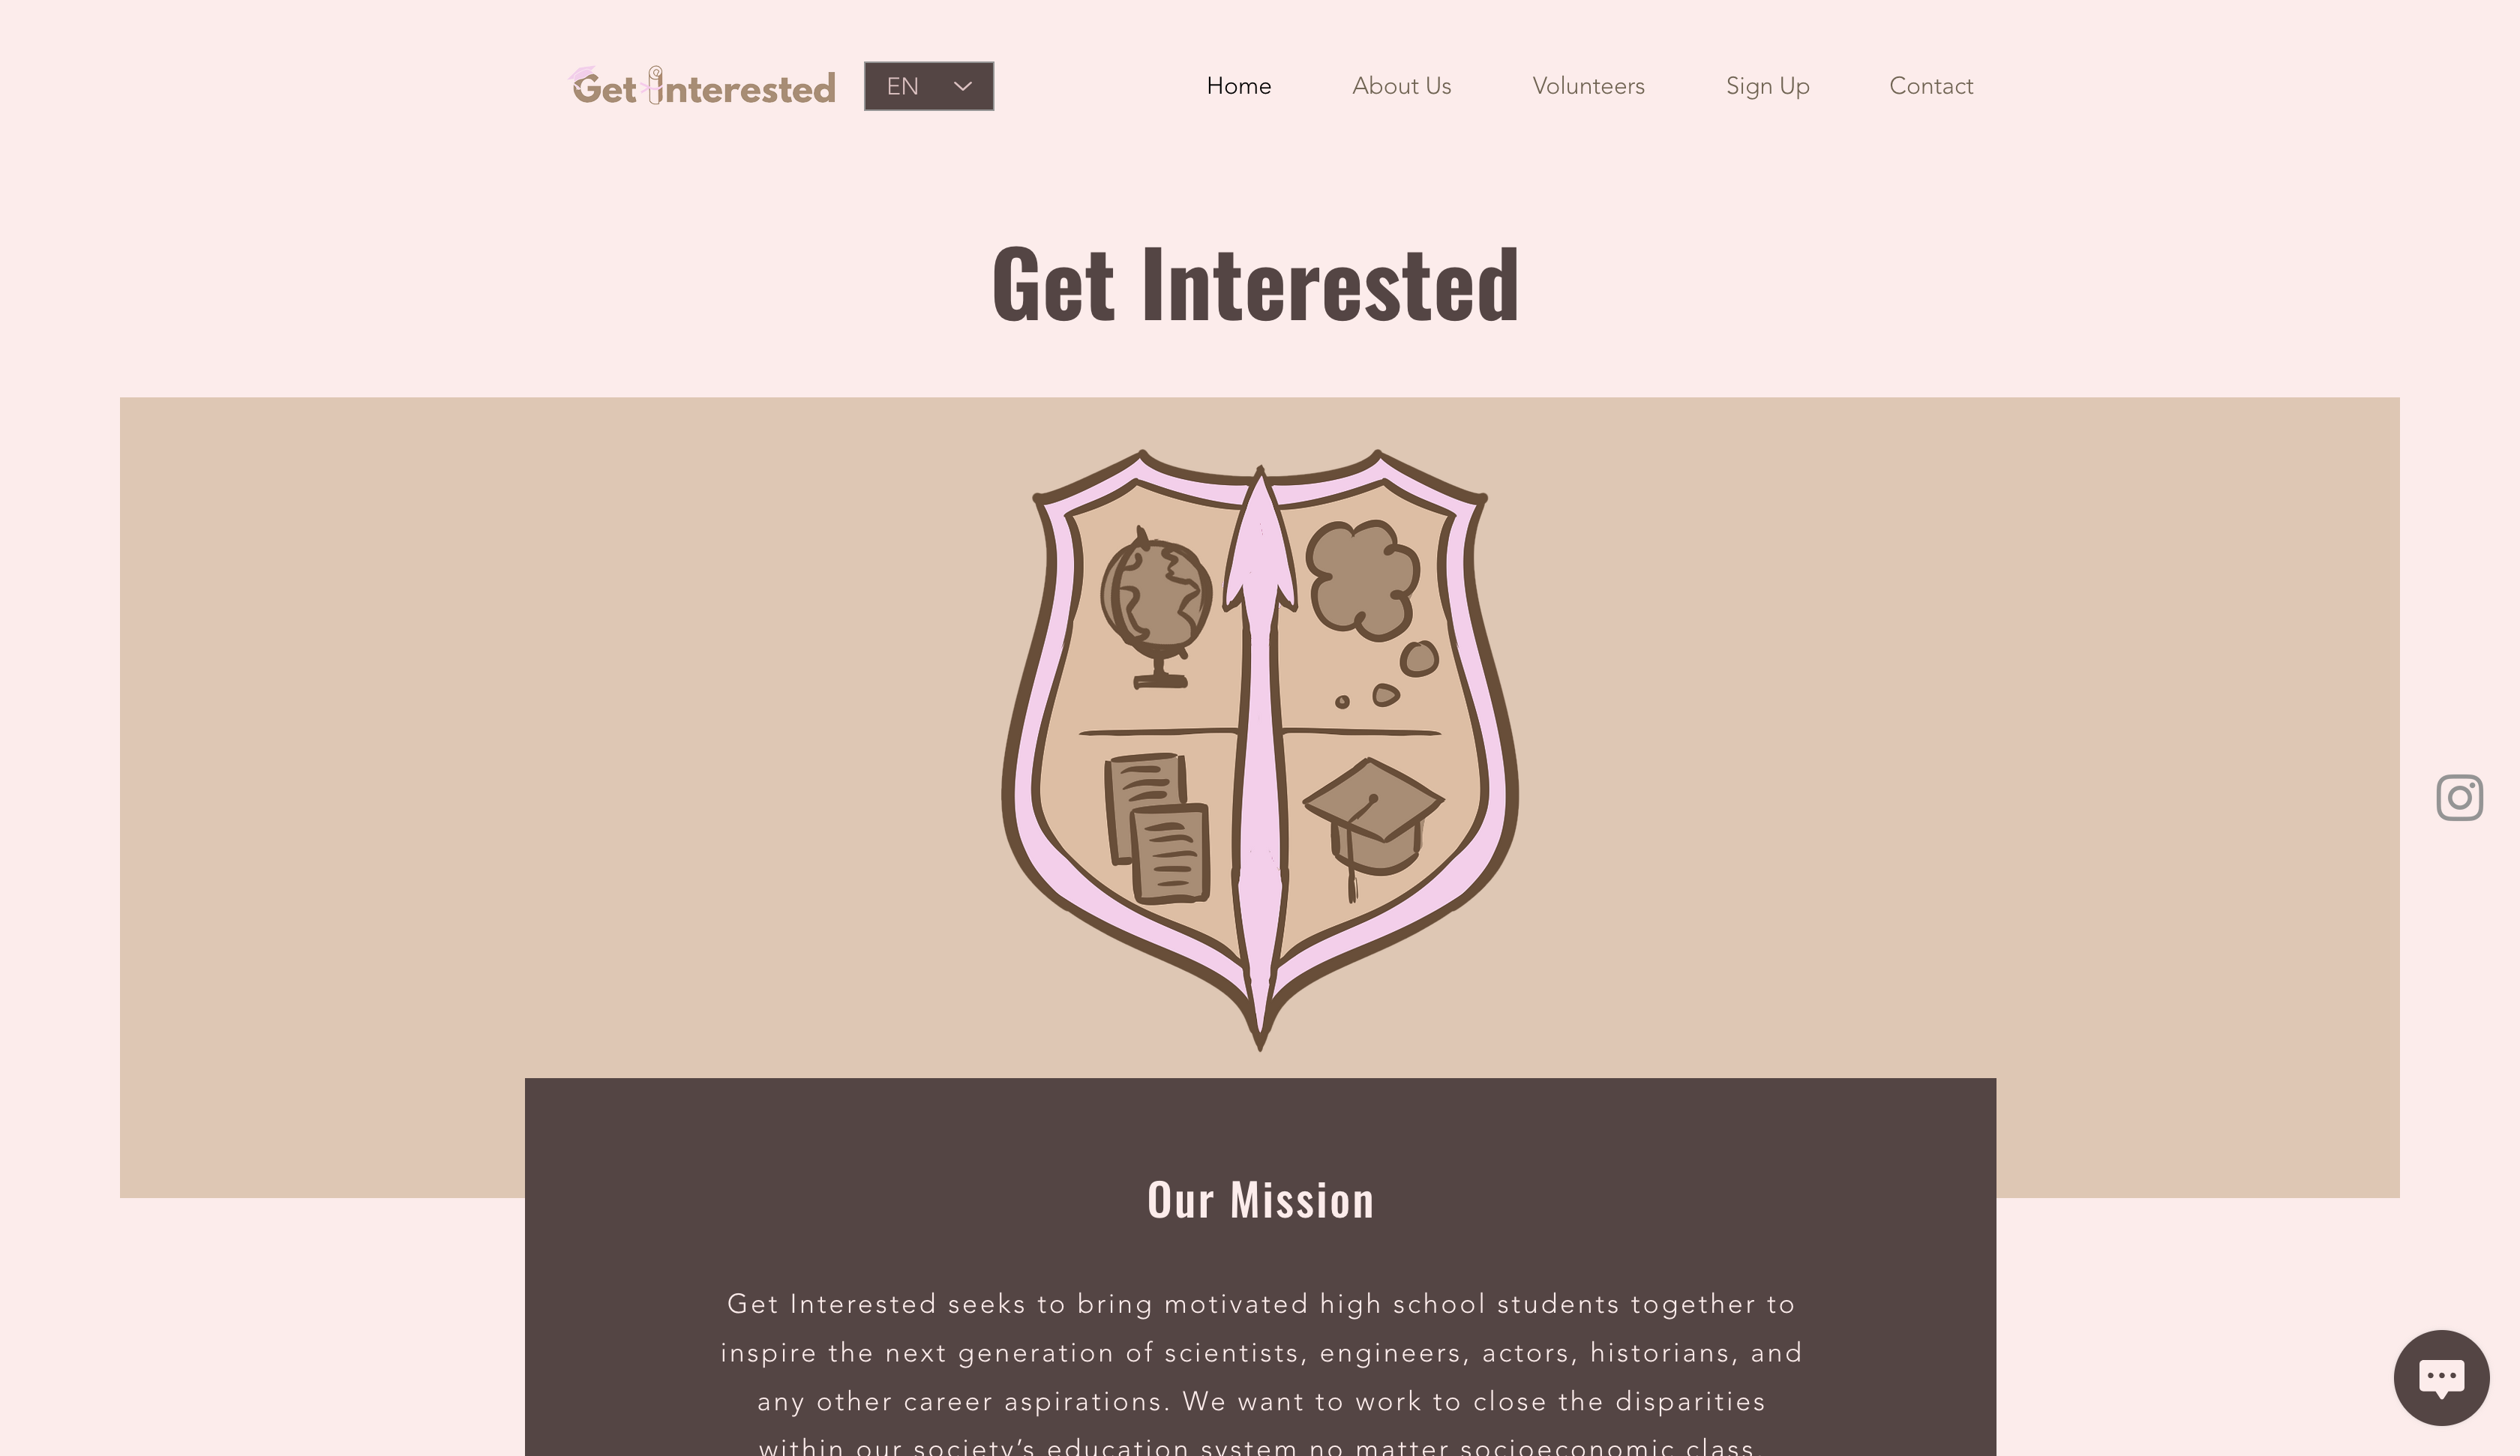 Get Interested
EN
Home
About Us
Volunteers
Sign Up
Contact
Get Interested
Our Mission
Get Interested seeks to bring motivated high school students together to
inspire the next generation of scientists, engineers, actors, historians, and
any other career aspirations. We want to work to close the disparities
within our society’s education system no matter socioeconomic class